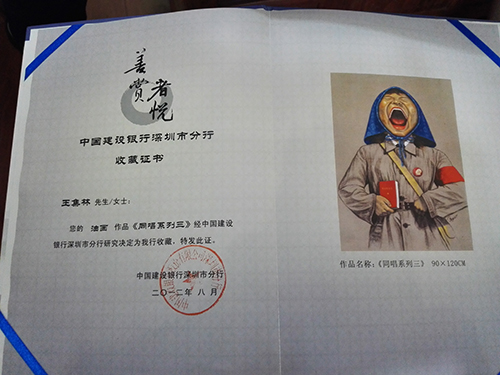 善者
赏悦
中国建设银行深圳市分行
收藏证书
王集林 先生/女士：
您的 油画 作品《同唱系列三》经中国建设
银行深圳市分行研究决定为我行收藏，特发此证。
中国建设银行深圳市分行
二〇一二年 八 月
作品名称：《同唱系列三》 90×120CM